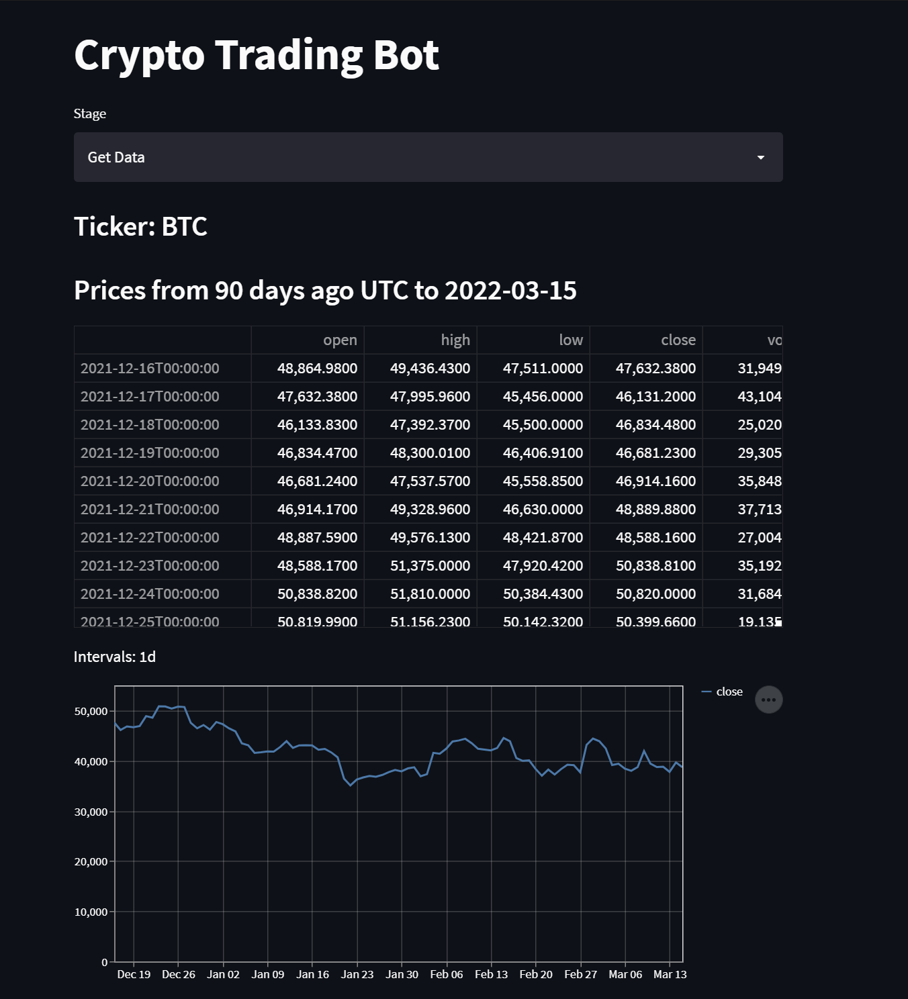 Crypto Trading Bot
Stage
Get Data
Ticker: BTC
Prices from 90 days ago UTC to 2022-03-15
open high low close vo
2021-12-16T00:00:00 48,864.9800 49,436.4300 47,511.0000 47,632.3800 31,949
2021-12-17T00:00:00 47,632.3800 47,995.9600 45,456.0000 46,131.2000 43,104
2021-12-18T00:00:00 46,133.8300 47,392.3700 45,500.0000 46,834.4800 25,020
2021-12-19T00:00:00 46,834.4700 48,300.0100 46,406.9100 46,681.2300 29,305
2021-12-20T00:00:00 46,681.2400 47,537.5700 45,558.8500 46,914.1600 35,848
2021-12-21T00:00:00 46,914.1700 49,328.9600 46,630.0000 48,889.8800 37,713
2021-12-22T00:00:00 48,887.5900 49,576.1300 48,421.8700 48,588.1600 27,004
2021-12-23T00:00:00 48,588.1700 51,375.0000 47,920.4200 50,838.8100 35,192
2021-12-24T00:00:00 50,838.8200 51,810.0000 50,384.4300 50,820.0000 31,684
2021-12-25T00:00:00 50,819.9900 51,156.2300 50,142.3200 50,399.6600 19,135
Intervals: 1d
close
50,000
40,000
30,000
20,000
10,000
0
Dec 19 Dec 26 Jan 02 Jan 09 Jan 16 Jan 23 Jan 30 Feb 06 Feb 13 Feb 20 Feb 27 Mar 06 Mar 13